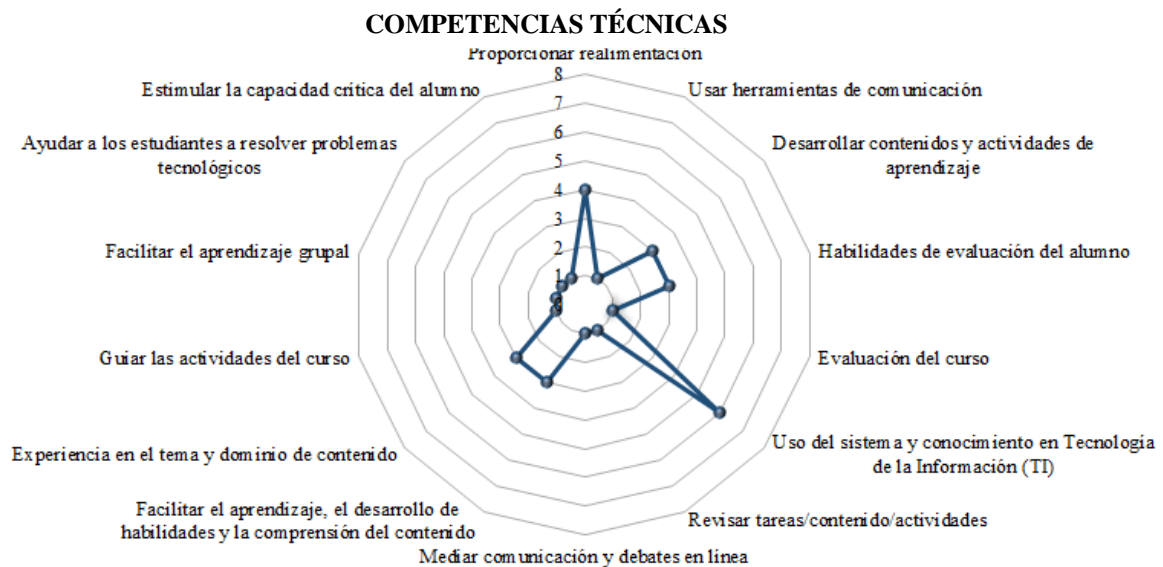 COMPETENCIAS TÉCNICAS
Proporcionar realimentación
Usar herramientas de comunicación
Desarrollar contenidos y actividades de
aprendizaje
Habilidades de evaluación del alumno
Evaluación del curso
Uso del sistema y conocimiento en Tecnología
de la Información (TI)
Revisar tareas/contenido/actividades
Mediar comunicación y debates en línea
Facilitar el aprendizaje, el desarrollo de
habilidades y la comprensión del contenido
Experiencia en el tema y dominio de contenido
Guiar las actividades del curso
Facilitar el aprendizaje grupal
Ayudar a los estudiantes a resolver problemas
tecnológicos
Estimular la capacidad crítica del alumno
8
7
6
5
4
3
2
1
0